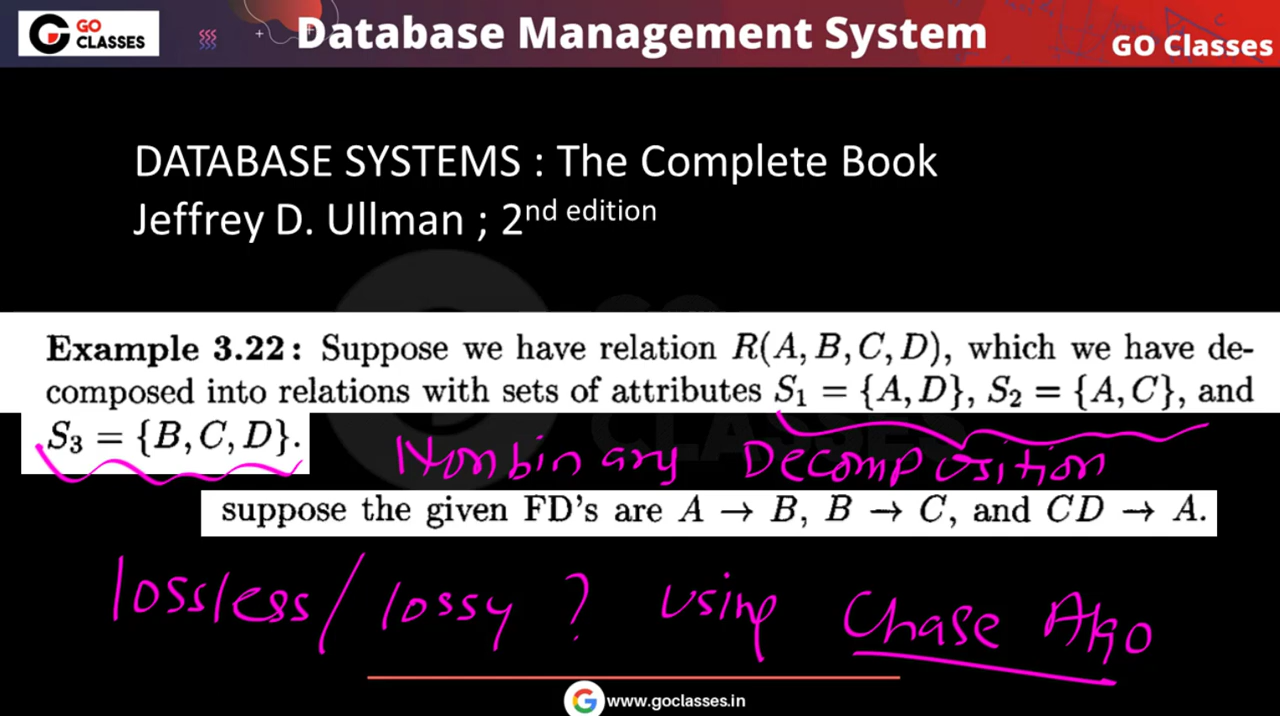 GO
CLASSES
Database Management System
GO Classes
DATABASE SYSTEMS : The Complete Book
Jeffrey D. Ullman ; 2nd edition
Example 3.22: Suppose we have relation R(A, B, C, D), which we have de-
composed into relations with sets of attributes S₁ = {A, D}, S₂ = {A, C}, and
S₃ = {B, C, D}.
Nonbinary Decomposition
suppose the given FD's are A → B, B → C, and CD → A.
lossless/lossy ? using Chase Algo
www.goclasses.in